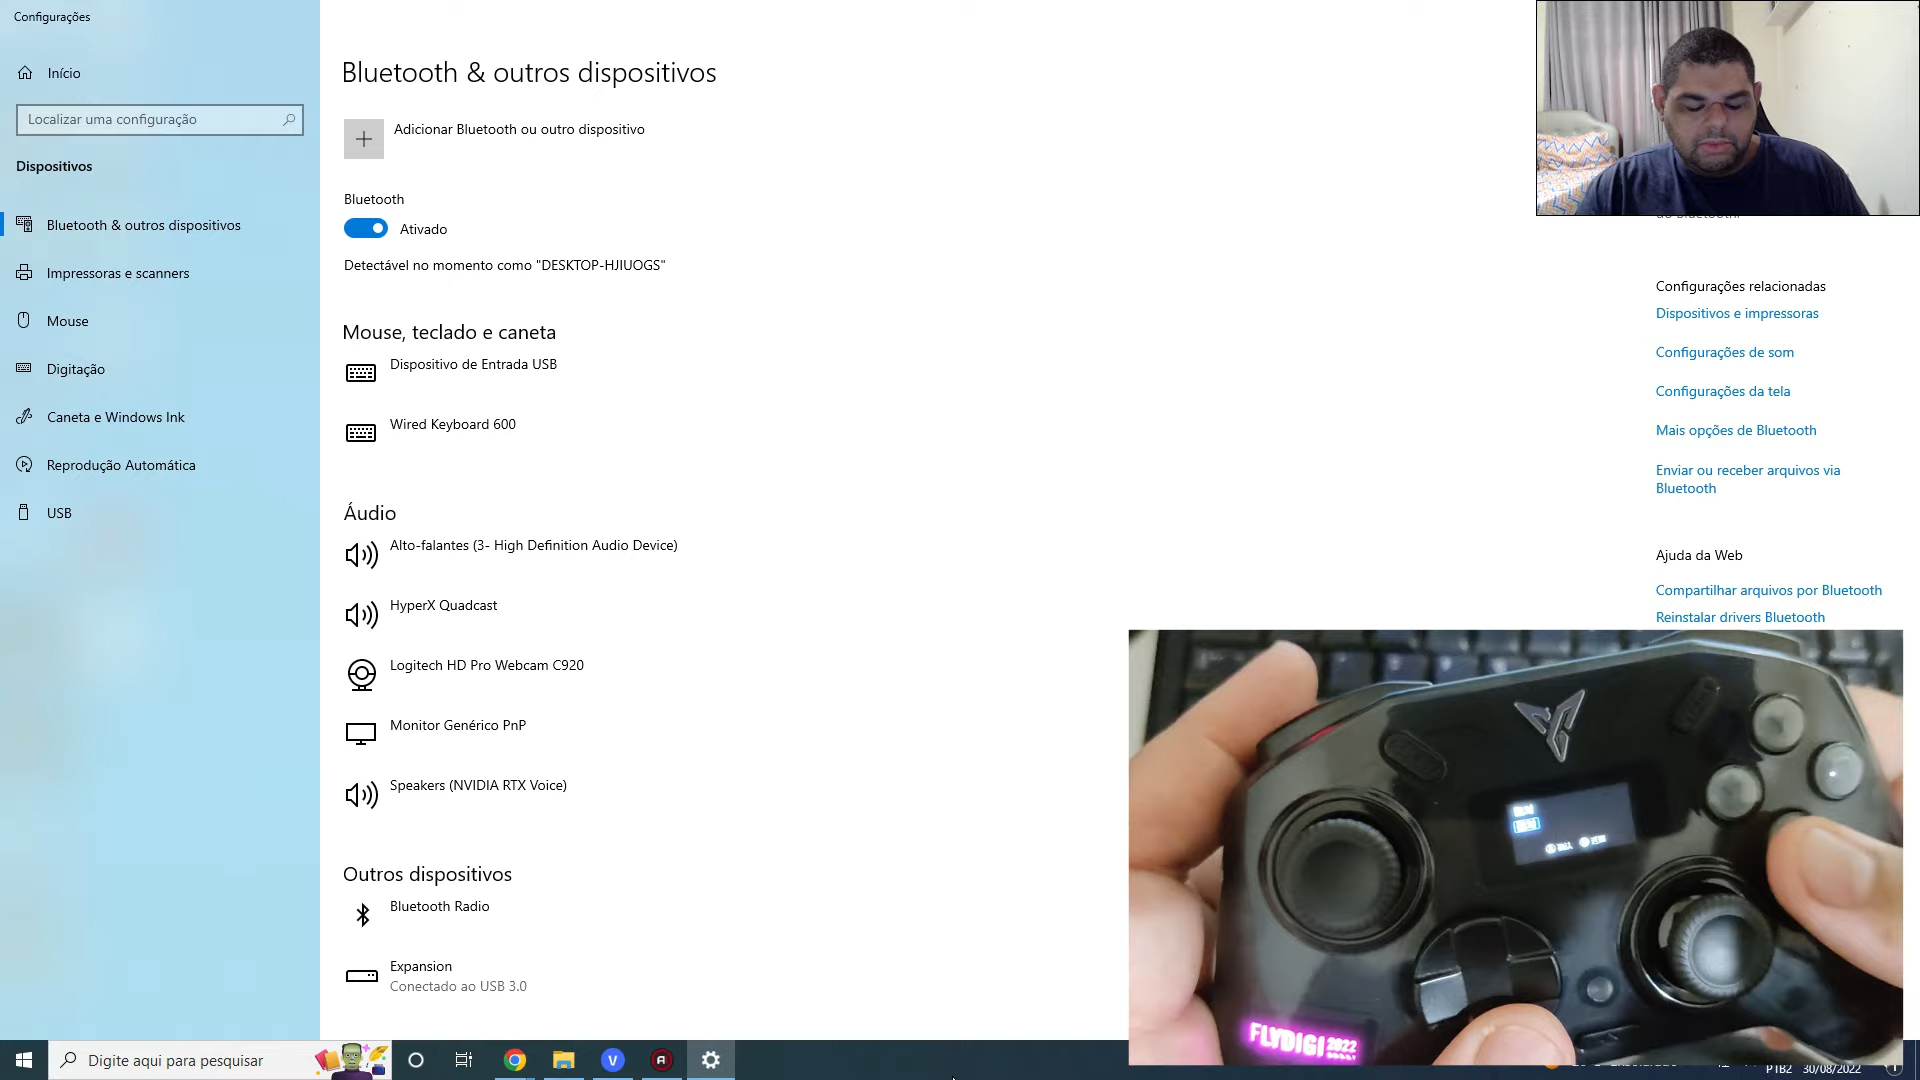 Configurações
Início
Localizar uma configuração
Dispositivos
Bluetooth & outros dispositivos
Impressoras e scanners
Mouse
Digitação
Caneta e Windows Ink
Reprodução Automática
USB
Bluetooth & outros dispositivos
Adicionar Bluetooth ou outro dispositivo
Bluetooth
Ativado
Detectável no momento como "DESKTOP-HJIUOGS"
Mouse, teclado e caneta
Dispositivo de Entrada USB
Wired Keyboard 600
Áudio
Alto-falantes (3- High Definition Audio Device)
HyperX Quadcast
Logitech HD Pro Webcam C920
Monitor Genérico PnP
Speakers (NVIDIA RTX Voice)
Outros dispositivos
Bluetooth Radio
Expansion
Conectado ao USB 3.0
Configurações relacionadas
Dispositivos e impressoras
Configurações de som
Configurações da tela
Mais opções de Bluetooth
Enviar ou receber arquivos via
Bluetooth
Ajuda da Web
Compartilhar arquivos por Bluetooth
Reinstalar drivers Bluetooth
FLYDIGI 2022
Digite aqui para pesquisar
PTB2 30/08/2022